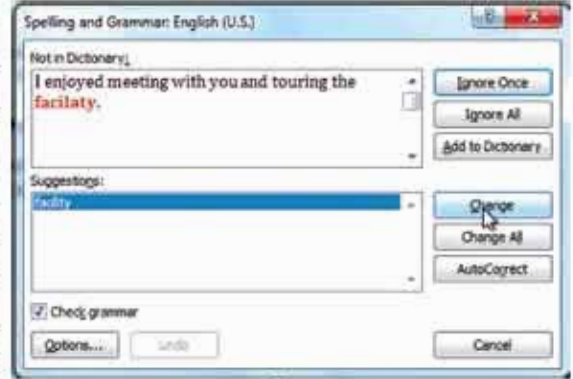 Spelling and Grammar: English (U.S.)
Not in Dictionary:
I enjoyed meeting with you and touring the
facilaty.
Ignore Once
Ignore All
Add to Dictionary
Suggestions:
facility
Change
Change All
AutoCorrect
Check grammar
Options...
Undo
Cancel